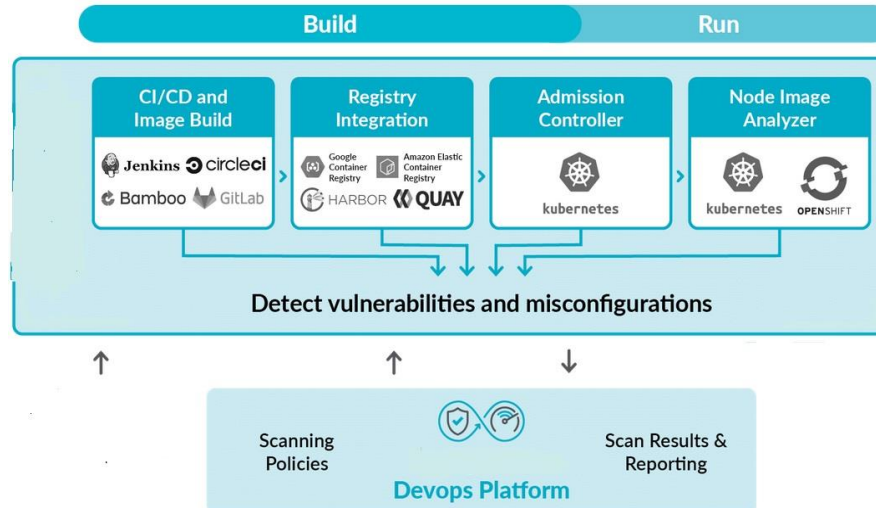 Build
Run
CI/CD and
Image Build
Jenkins
circleci
Bamboo
GitLab
Registry
Integration
Google
Container
Registry
Amazon Elastic
Container
Registry
HARBOR
QUAY
Admission
Controller
kubernetes
Node Image
Analyzer
kubernetes
OPENSHIFT
Detect vulnerabilities and misconfigurations
Scanning
Policies
Scan Results &
Reporting
Devops Platform